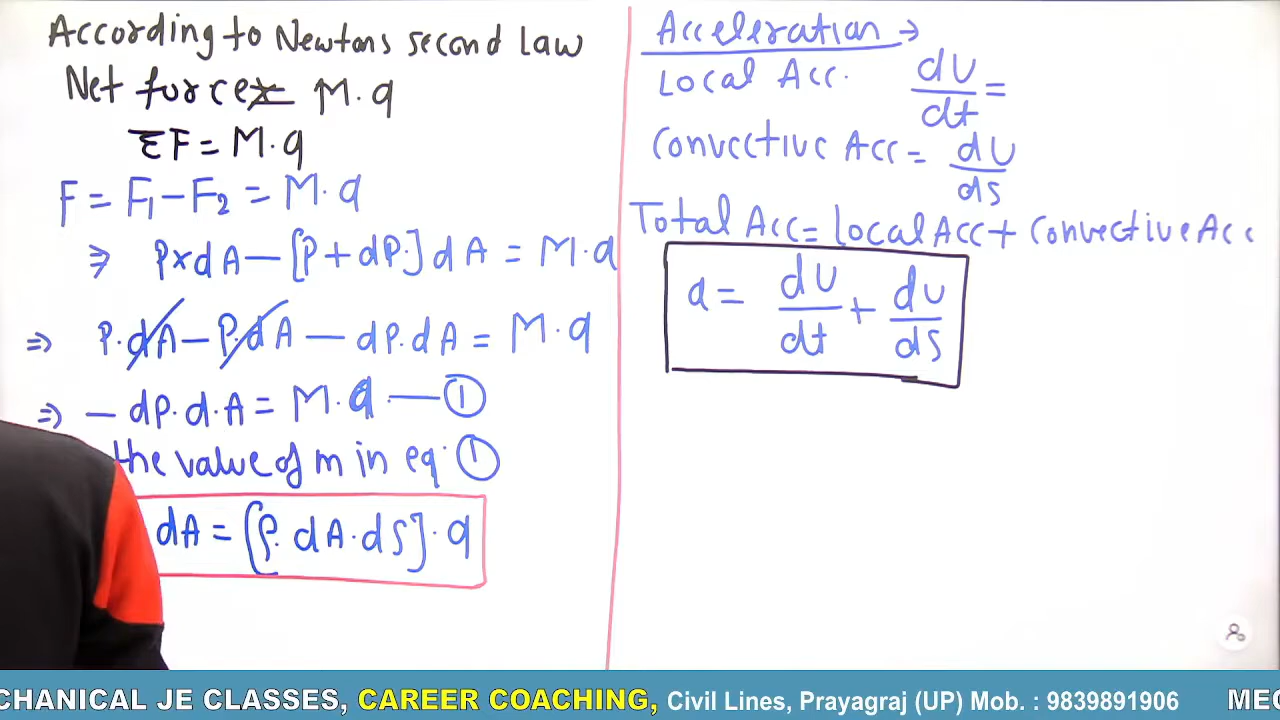 According to Newtons second law
Net force = M.a
ΣF = M.a
F = F₁ - F₂ = M.a
⇒ P×dA - [P + dP.] dA = M.a
⇒ P.dA - P.dA - dP.dA = M.a
⇒ - dP.d.A = M.a — ①
the value of m in eq. ①
dA = [ρ. dA.ds].a
Acceleration →
Local Acc. dU/dt =
Convective Acc = dU/ds
Total Acc = local Acc + Convective Acc
a = dU/dt + dU/ds
CHANICAL JE CLASSES, CAREER COACHING, Civil Lines, Prayagraj (UP) Mob. : 9839891906 MEC